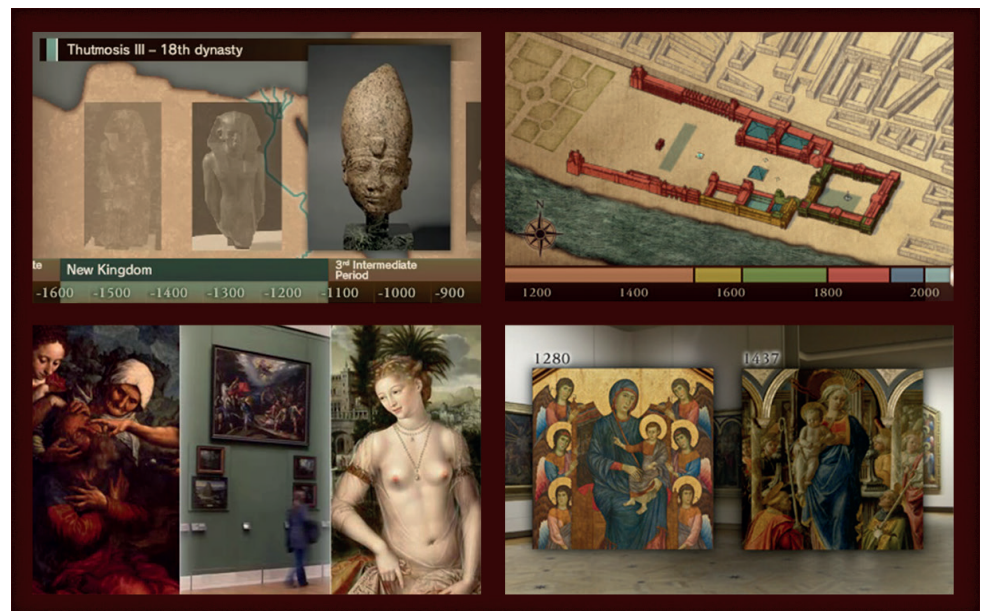 Thutmosis III – 18th dynasty
te
New Kingdom
3rd Intermediate
Period
-1600 -1500 -1400 -1300 -1200 -1100 -1000 -900
N
1200 1400 1600 1800 2000
1280
1437